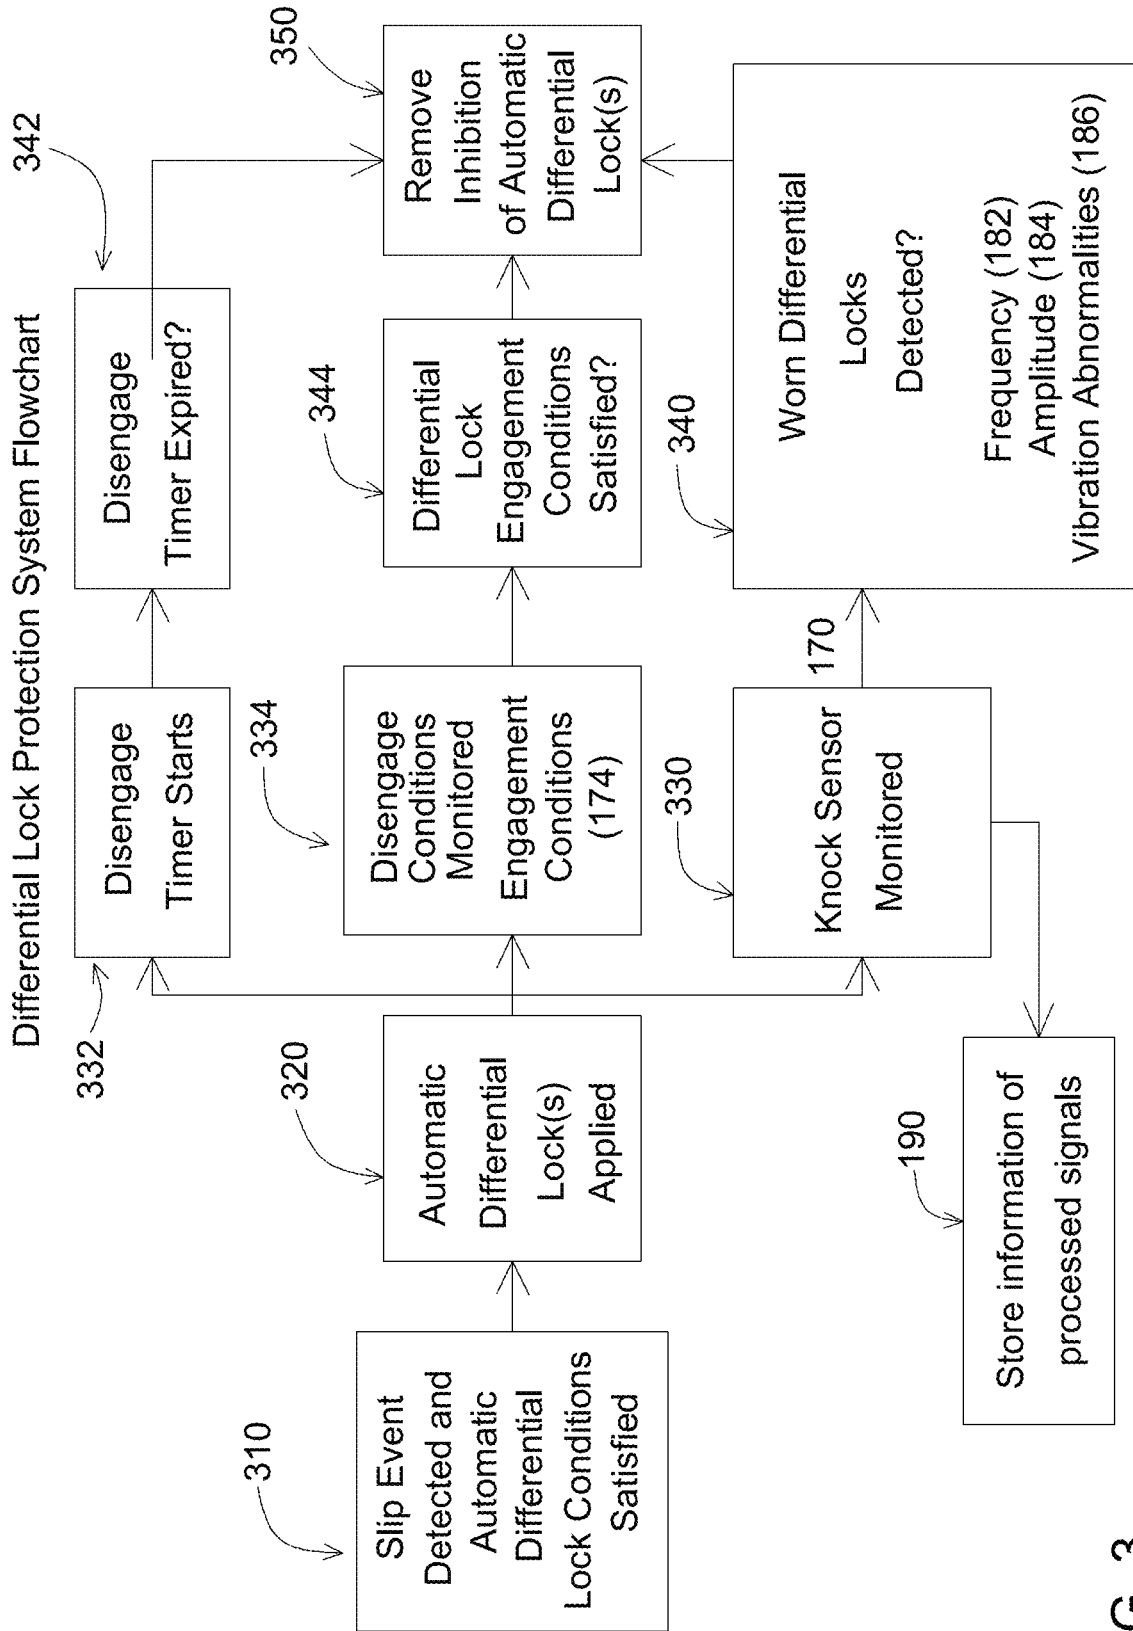 Differential Lock Protection System Flowchart
310
Slip Event
Detected and
Automatic
Differential
Lock Conditions
Satisfied
320
Automatic
Differential
Lock(s)
Applied
332
Disengage
Timer Starts
342
Disengage
Timer Expired?
334
Disengage
Conditions
Monitored
Engagement
Conditions
(174)
344
Differential
Lock
Engagement
Conditions
Satisfied?
350
Remove
Inhibition
of Automatic
Differential
Lock(s)
330
Knock Sensor
Monitored
170
340
Worn Differential
Locks
Detected?
Frequency (182)
Amplitude (184)
Vibration Abnormalities (186)
190
Store information of
processed signals
G. 3